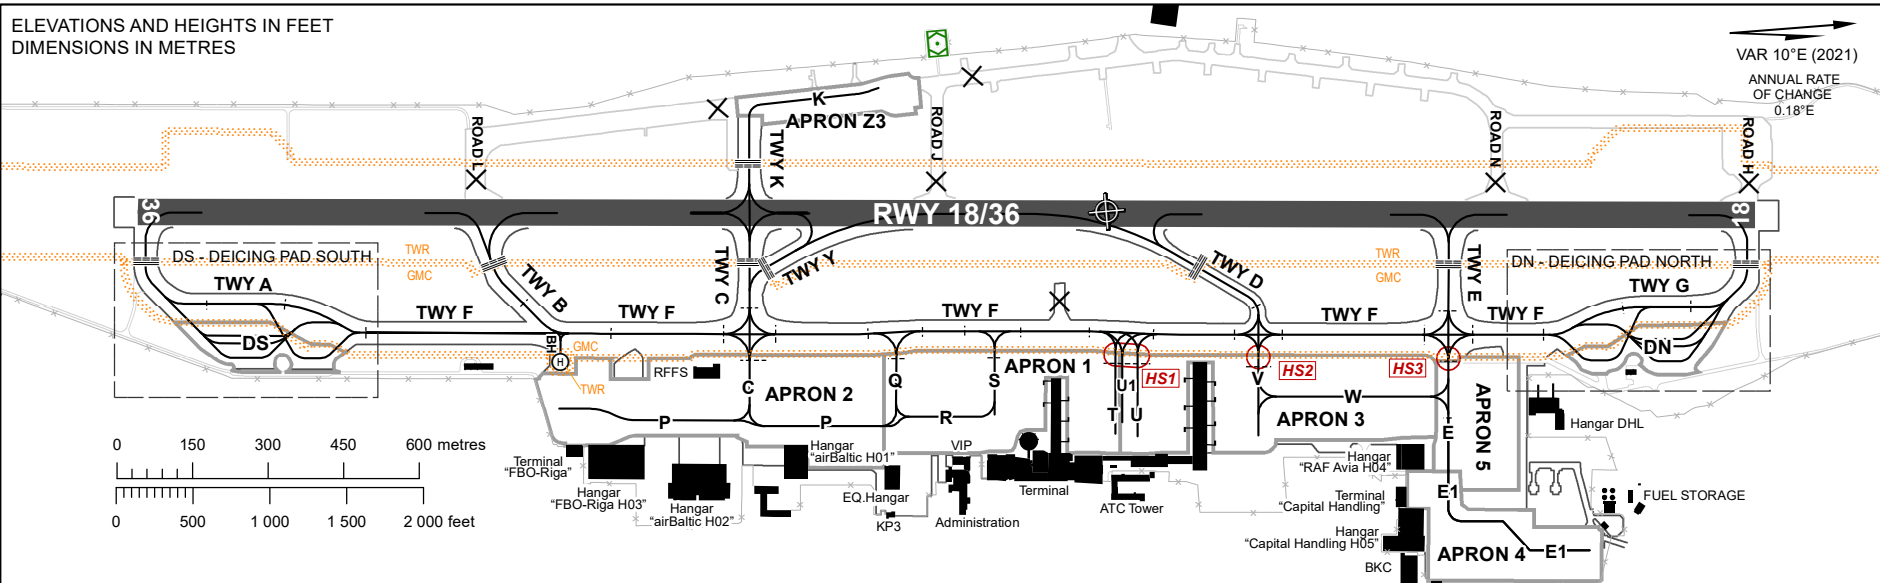 ELEVATIONS AND HEIGHTS IN FEET
DIMENSIONS IN METRES
VAR 10°E (2021)
ANNUAL RATE
OF CHANGE
0.18°E
K
APRON Z3
TWY K
ROAD L
ROAD J
ROAD N
ROAD H
36
RWY 18/36
18
DS - DEICING PAD SOUTH
TWR
GMC
TWY A
TWY B
TWY C
TWY Y
TWY D
TWR
GMC
TWY E
DN - DEICING PAD NORTH
TWY G
TWY F
TWY F
TWY F
TWY F
TWY F
DS
BH
H
GMC
TWR
RFFS
C
APRON 2
Q
S
APRON 1
U1
T
U
HS1
V
HS2
HS3
W
APRON 3
E
APRON 5
DN
P
P
R
0 150 300 450 600 metres
0 500 1 000 1 500 2 000 feet
Terminal
"FBO-Riga"
Hangar
"FBO-Riga H03"
Hangar
"airBaltic H02"
Hangar
"airBaltic H01"
EQ.Hangar
KP3
VIP
Administration
Terminal
ATC Tower
Hangar
"RAF Avia H04"
Terminal
"Capital Handling"
Hangar
"Capital Handling H05"
BKC
E1
APRON 4
E1
Hangar DHL
FUEL STORAGE